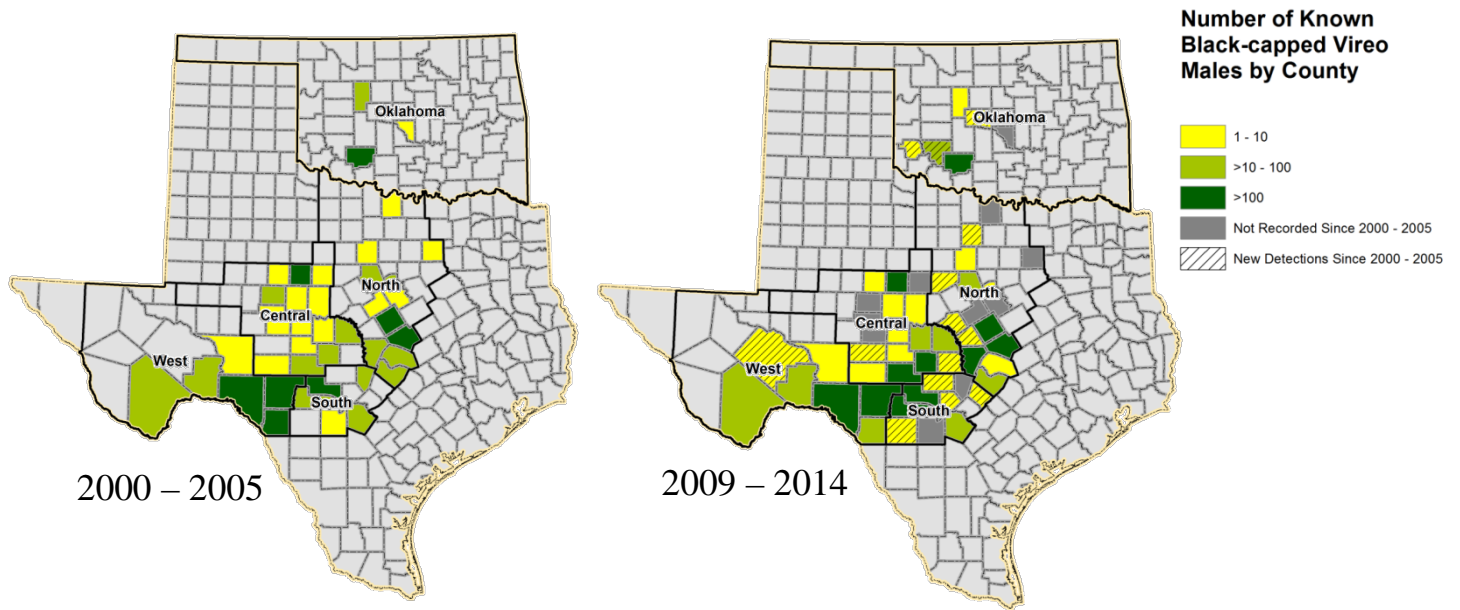 Oklahoma
North
Central
West
South
2000 – 2005
Oklahoma
North
Central
West
South
2009 – 2014
Number of Known
Black-capped Vireo
Males by County
1 - 10
>10 - 100
>100
Not Recorded Since 2000 - 2005
New Detections Since 2000 - 2005